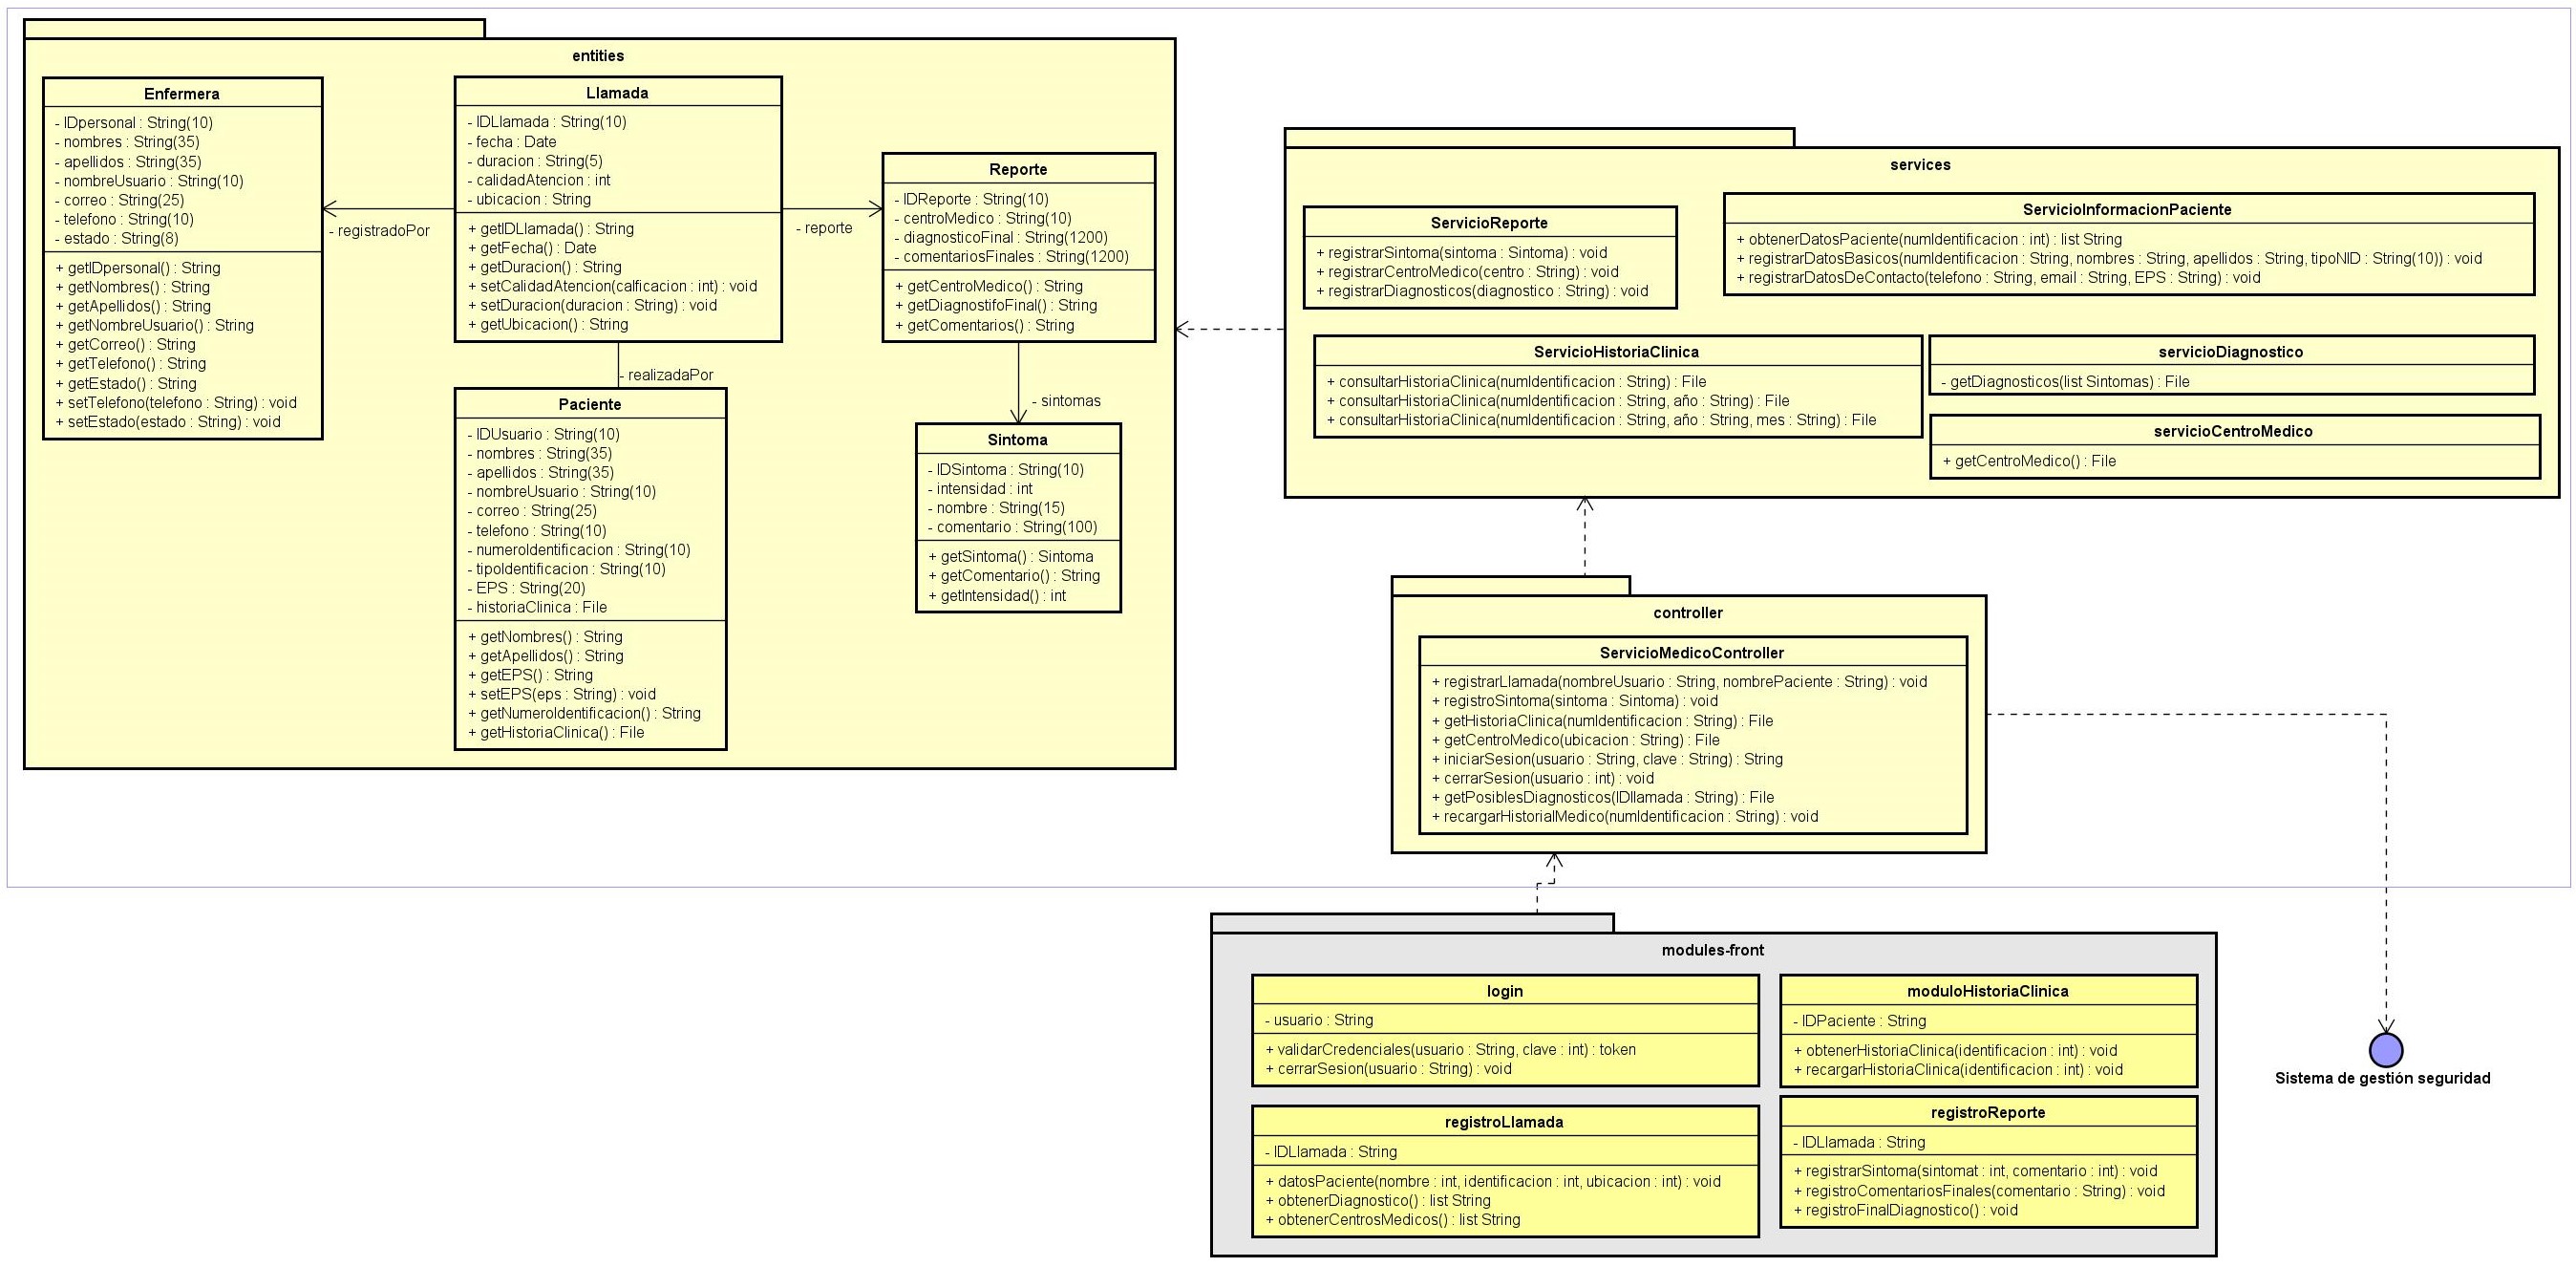 entities
Enfermera
- IDpersonal : String(10)
- nombres : String(35)
- apellidos : String(35)
- nombreUsuario : String(10)
- correo : String(25)
- telefono : String(10)
- estado : String(8)
+ getIDpersonal() : String
+ getNombres() : String
+ getApellidos() : String
+ getNombreUsuario() : String
+ getCorreo() : String
+ getTelefono() : String
+ getEstado() : String
+ setTelefono(telefono : String) : void
+ setEstado(estado : String) : void
- registradoPor
Llamada
- IDLlamada : String(10)
- fecha : Date
- duracion : String(5)
- calidadAtencion : int
- ubicacion : String
+ getIDLlamada() : String
+ getFecha() : Date
+ getDuracion() : String
+ setCalidadAtencion(calficacion : int) : void
+ setDuracion(duracion : String) : void
+ getUbicacion() : String
- reporte
- realizadaPor
Reporte
- IDReporte : String(10)
- centroMedico : String(10)
- diagnosticoFinal : String(1200)
- comentariosFinales : String(1200)
+ getCentroMedico() : String
+ getDiagnostifoFinal() : String
+ getComentarios() : String
- sintomas
Paciente
- IDUsuario : String(10)
- nombres : String(35)
- apellidos : String(35)
- nombreUsuario : String(10)
- correo : String(25)
- telefono : String(10)
- numeroIdentificacion : String(10)
- tipoIdentificacion : String(10)
- EPS : String(20)
- historiaClinica : File
+ getNombres() : String
+ getApellidos() : String
+ getEPS() : String
+ setEPS(eps : String) : void
+ getNumeroIdentificacion() : String
+ getHistoriaClinica() : File
Sintoma
- IDSintoma : String(10)
- intensidad : int
- nombre : String(15)
- comentario : String(100)
+ getSintoma() : Sintoma
+ getComentario() : String
+ getIntensidad() : int
services
ServicioReporte
+ registrarSintoma(sintoma : Sintoma) : void
+ registrarCentroMedico(centro : String) : void
+ registrarDiagnosticos(diagnostico : String) : void
ServicioInformacionPaciente
+ obtenerDatosPaciente(numIdentificacion : int) : list String
+ registrarDatosBasicos(numIdentificacion : String, nombres : String, apellidos : String, tipoNID : String(10)) : void
+ registrarDatosDeContacto(telefono : String, email : String, EPS : String) : void
ServicioHistoriaClinica
+ consultarHistoriaClinica(numIdentificacion : String) : File
+ consultarHistoriaClinica(numIdentificacion : String, año : String) : File
+ consultarHistoriaClinica(numIdentificacion : String, año : String, mes : String) : File
servicioDiagnostico
- getDiagnosticos(list Sintomas) : File
servicioCentroMedico
+ getCentroMedico() : File
controller
ServicioMedicoController
+ registrarLlamada(nombreUsuario : String, nombrePaciente : String) : void
+ registroSintoma(sintoma : Sintoma) : void
+ getHistoriaClinica(numIdentificacion : String) : File
+ getCentroMedico(ubicacion : String) : File
+ iniciarSesion(usuario : String, clave : String) : String
+ cerrarSesion(usuario : int) : void
+ getPosiblesDiagnosticos(IDllamada : String) : File
+ recargarHistorialMedico(numIdentificacion : String) : void
modules-front
login
- usuario : String
+ validarCredenciales(usuario : String, clave : int) : token
+ cerrarSesion(usuario : String) : void
moduloHistoriaClinica
- IDPaciente : String
+ obtenerHistoriaClinica(identificacion : int) : void
+ recargarHistoriaClinica(identificacion : int) : void
registroLlamada
- IDLlamada : String
+ datosPaciente(nombre : int, identificacion : int, ubicacion : int) : void
+ obtenerDiagnostico() : list String
+ obtenerCentrosMedicos() : list String
registroReporte
- IDLlamada : String
+ registrarSintoma(sintomat : int, comentario : int) : void
+ registroComentariosFinales(comentario : String) : void
+ registroFinalDiagnostico() : void
Sistema de gestión seguridad